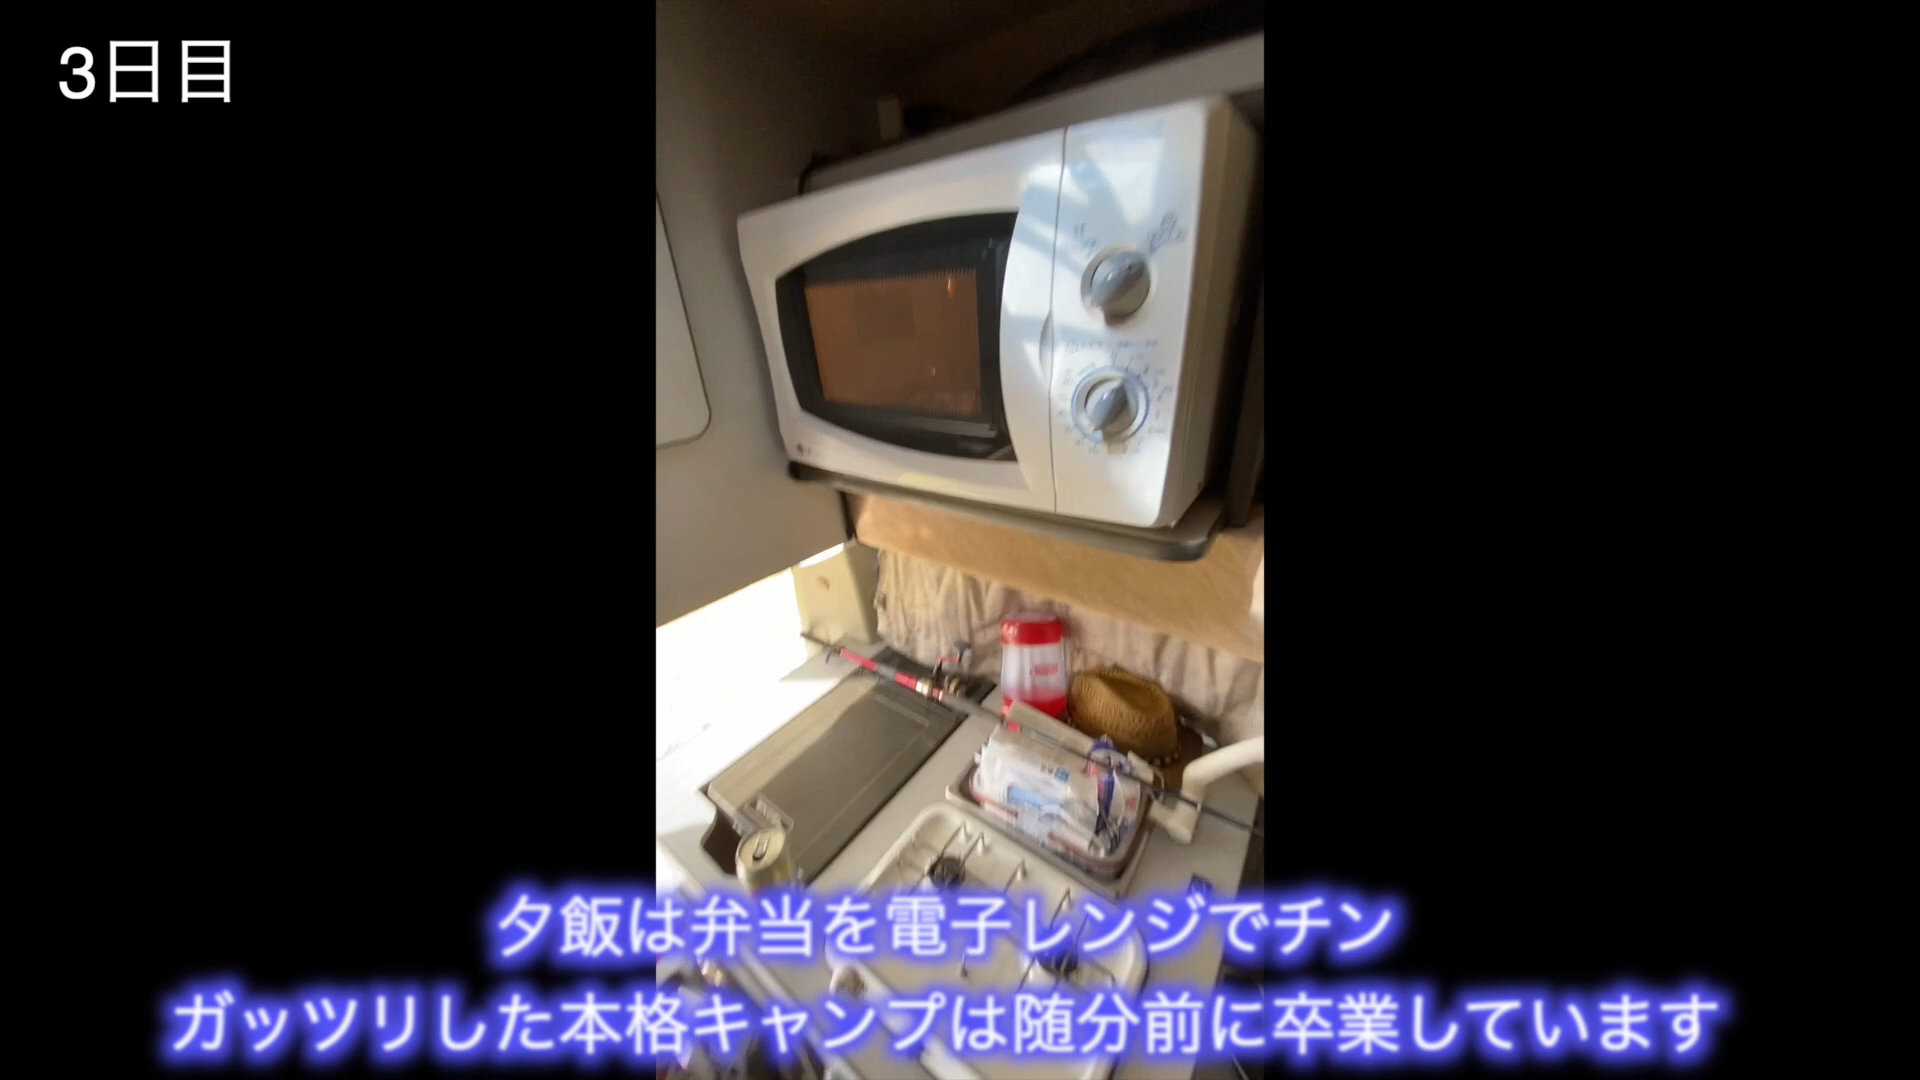 3日目
夕飯は弁当を電子レンジでチン
ガッツリした本格キャンプは随分前に卒業しています